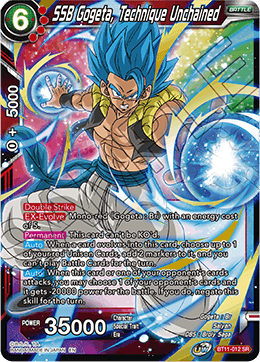 6
SSB Gogeta, Technique Unchained
BATTLE
0 + 5000
Double Strike
EX-Evolve Mono-red 《Gogeta : Br》 with an energy cost
of 5.
Permanent This card can't be KO'd.
Auto When a card evolves into this card, choose up to 1
of your red Unison Cards, add 2 markers to it, and you
can't play Battle Cards for the turn.
Auto When this card or one of your opponent's cards
attacks, you may choose 1 of your opponent's cards and
it gets -20000 power for the battle. If you do, negate this
skill for the turn.
POWER 35000
Character Gogeta : Br
Special Trait Saiyan
Era DBS : Broly Saga
BT11-012 SR